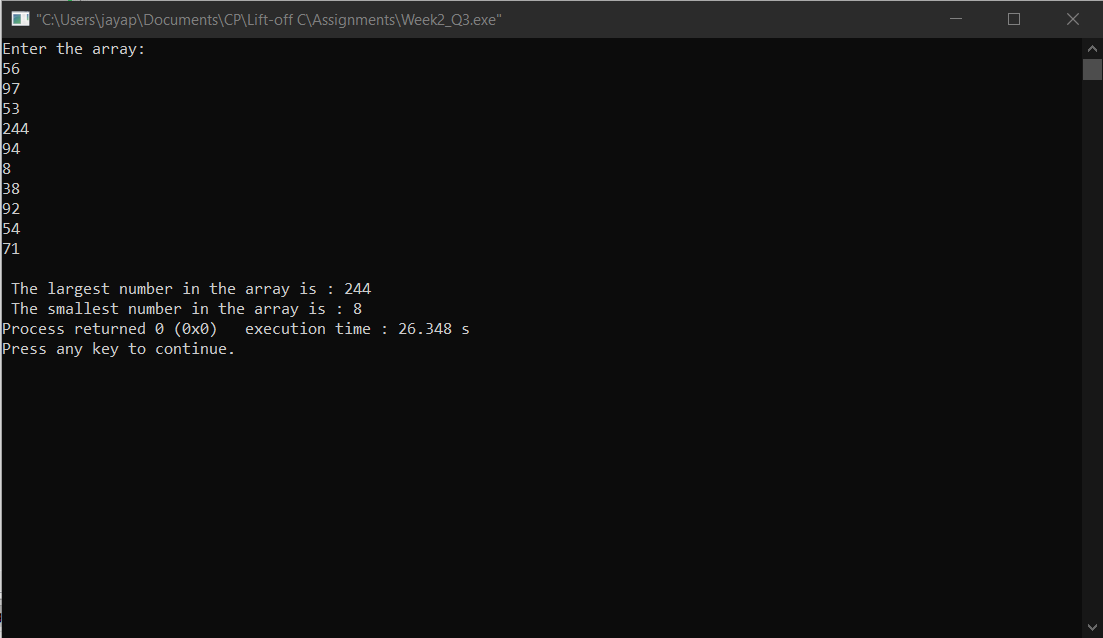 "C:\Users\jayap\Documents\CP\Lift-off C\Assignments\Week2_Q3.exe"
Enter the array:
56
97
53
244
94
8
38
92
54
71
The largest number in the array is : 244
The smallest number in the array is : 8
Process returned 0 (0x0)   execution time : 26.348 s
Press any key to continue.